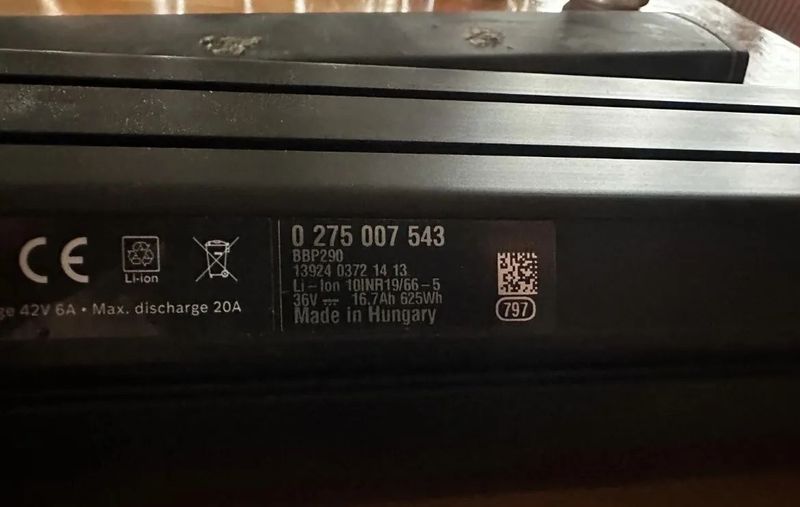 CE
Li-ion
ge 42V 6A • Max. discharge 20A
0 275 007 543
BBP290
13924 0372 14 13
Li-Ion 10INR19/66-5
36V ⎓ 16.7Ah 625Wh
Made in Hungary
797